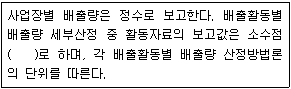 사업장별 배출량은 정수로 보고한다. 배출활동별
배출량 세부산정 중 활동자료의 보고값은 소수점
(    )로 하며, 각 배출활동별 배출량 산정방법론
의 단위를 따른다.